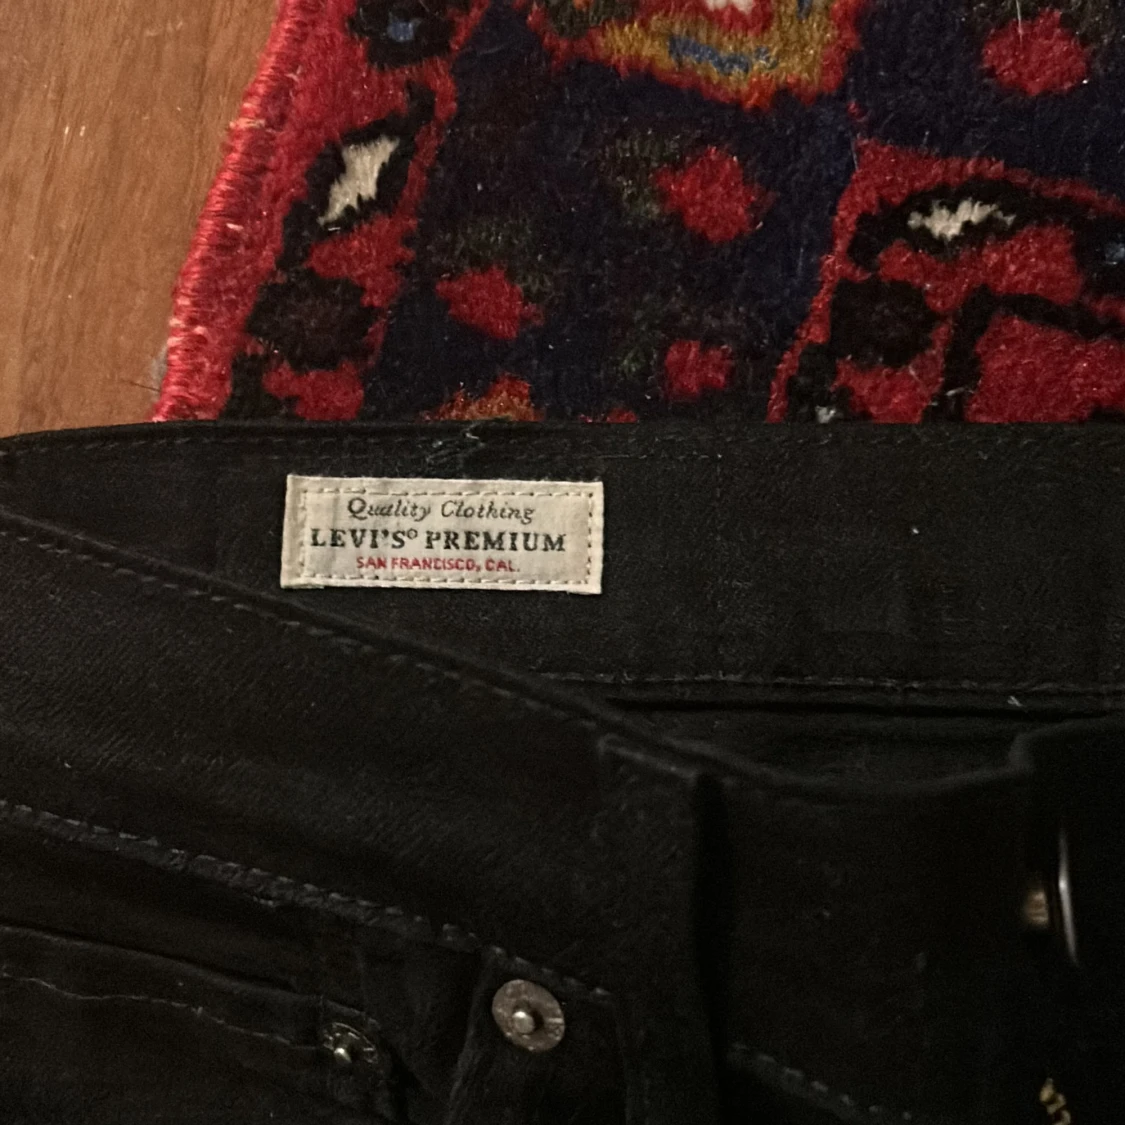 Quality Clothing
LEVI'S® PREMIUM
SAN FRANCISCO, CAL.